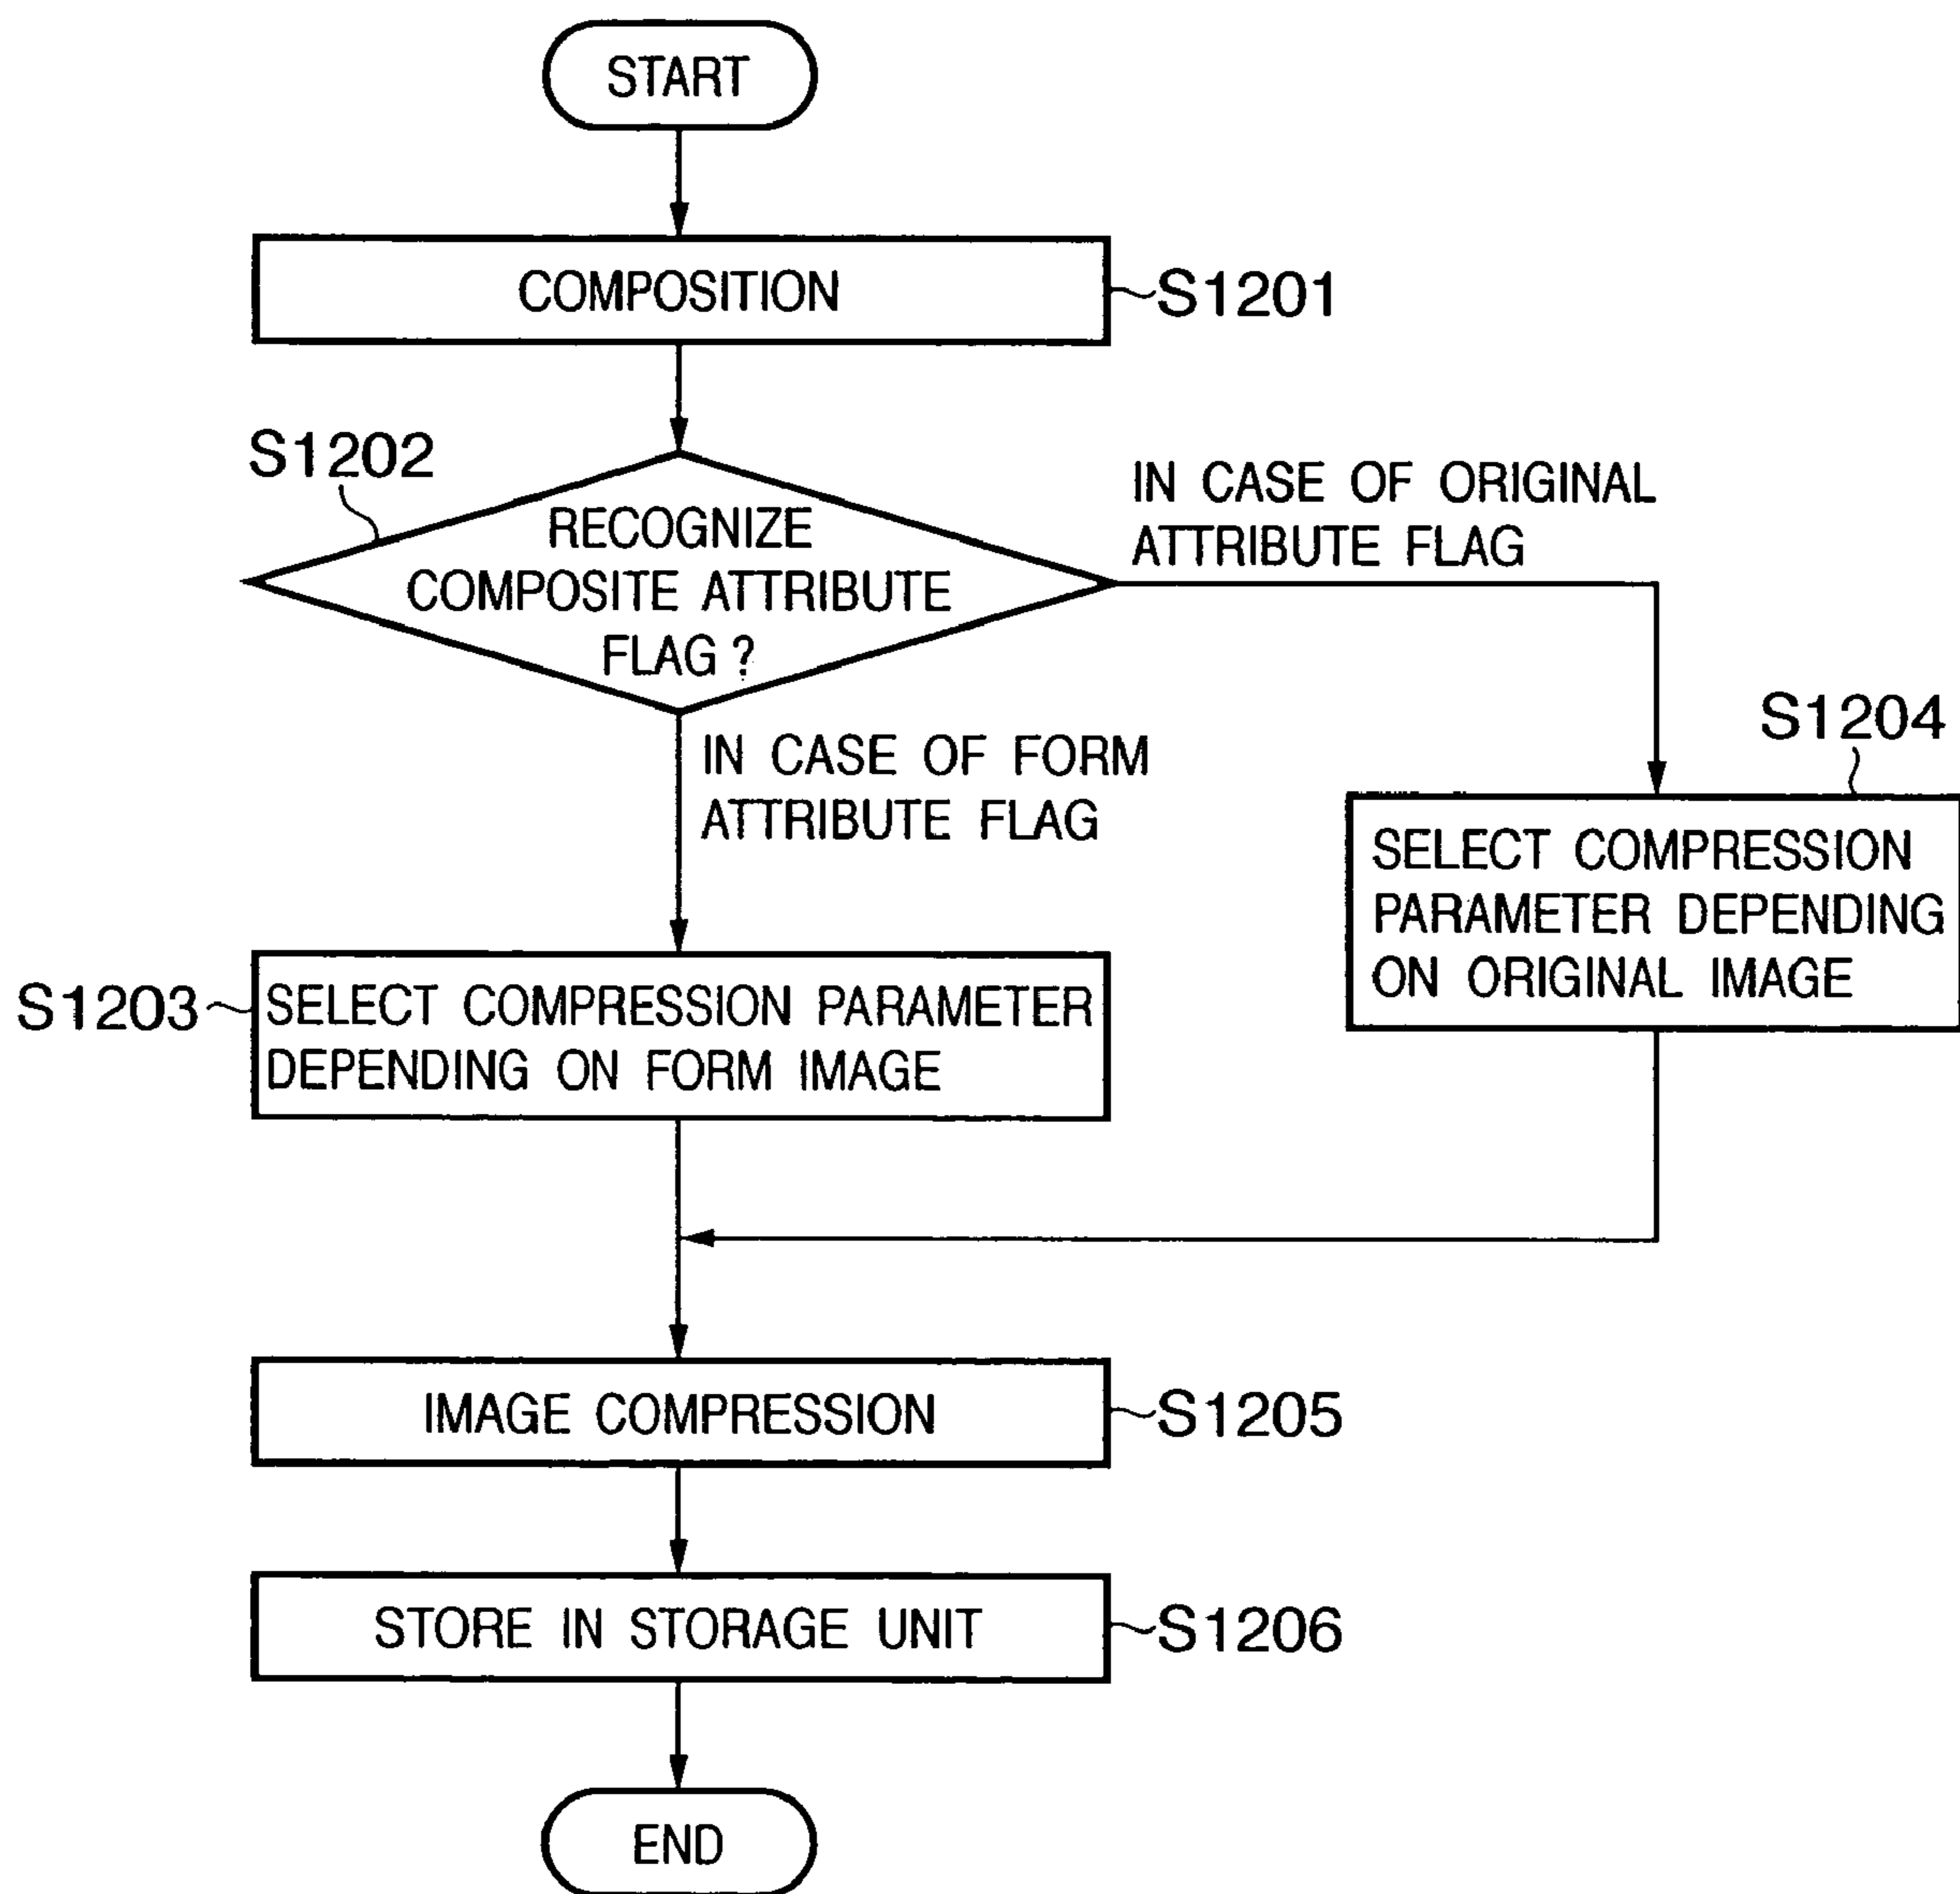 START
COMPOSITION
S1201
S1202
RECOGNIZE
COMPOSITE ATTRIBUTE
FLAG ?
IN CASE OF ORIGINAL
ATTRIBUTE FLAG
IN CASE OF FORM
ATTRIBUTE FLAG
S1204
SELECT COMPRESSION
PARAMETER DEPENDING
ON ORIGINAL IMAGE
S1203
SELECT COMPRESSION PARAMETER
DEPENDING ON FORM IMAGE
IMAGE COMPRESSION
S1205
STORE IN STORAGE UNIT
S1206
END